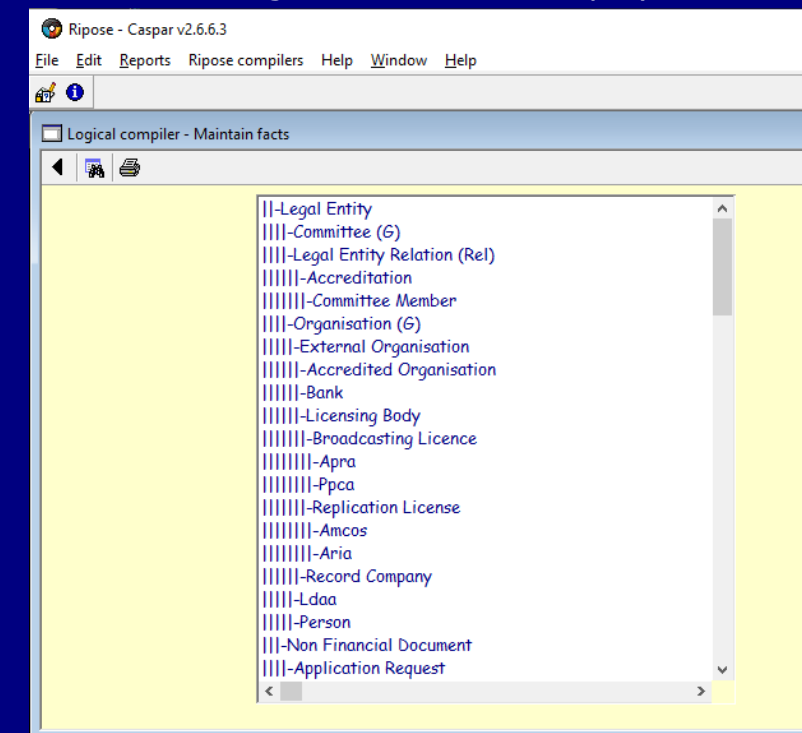 Ripose - Caspar v2.6.6.3
File Edit Reports Ripose compilers Help Window Help
Logical compiler - Maintain facts
||-Legal Entity
||||-Committee (G)
||||-Legal Entity Relation (Rel)
||||||-Accreditation
|||||||-Committee Member
||||-Organisation (G)
|||||-External Organisation
||||||-Accredited Organisation
||||||-Bank
||||||-Licensing Body
|||||||-Broadcasting Licence
||||||||-Apra
||||||||-Ppca
|||||||-Replication License
||||||||-Amcos
||||||||-Aria
||||||-Record Company
|||||-Ldaa
|||||-Person
|||-Non Financial Document
||||-Application Request